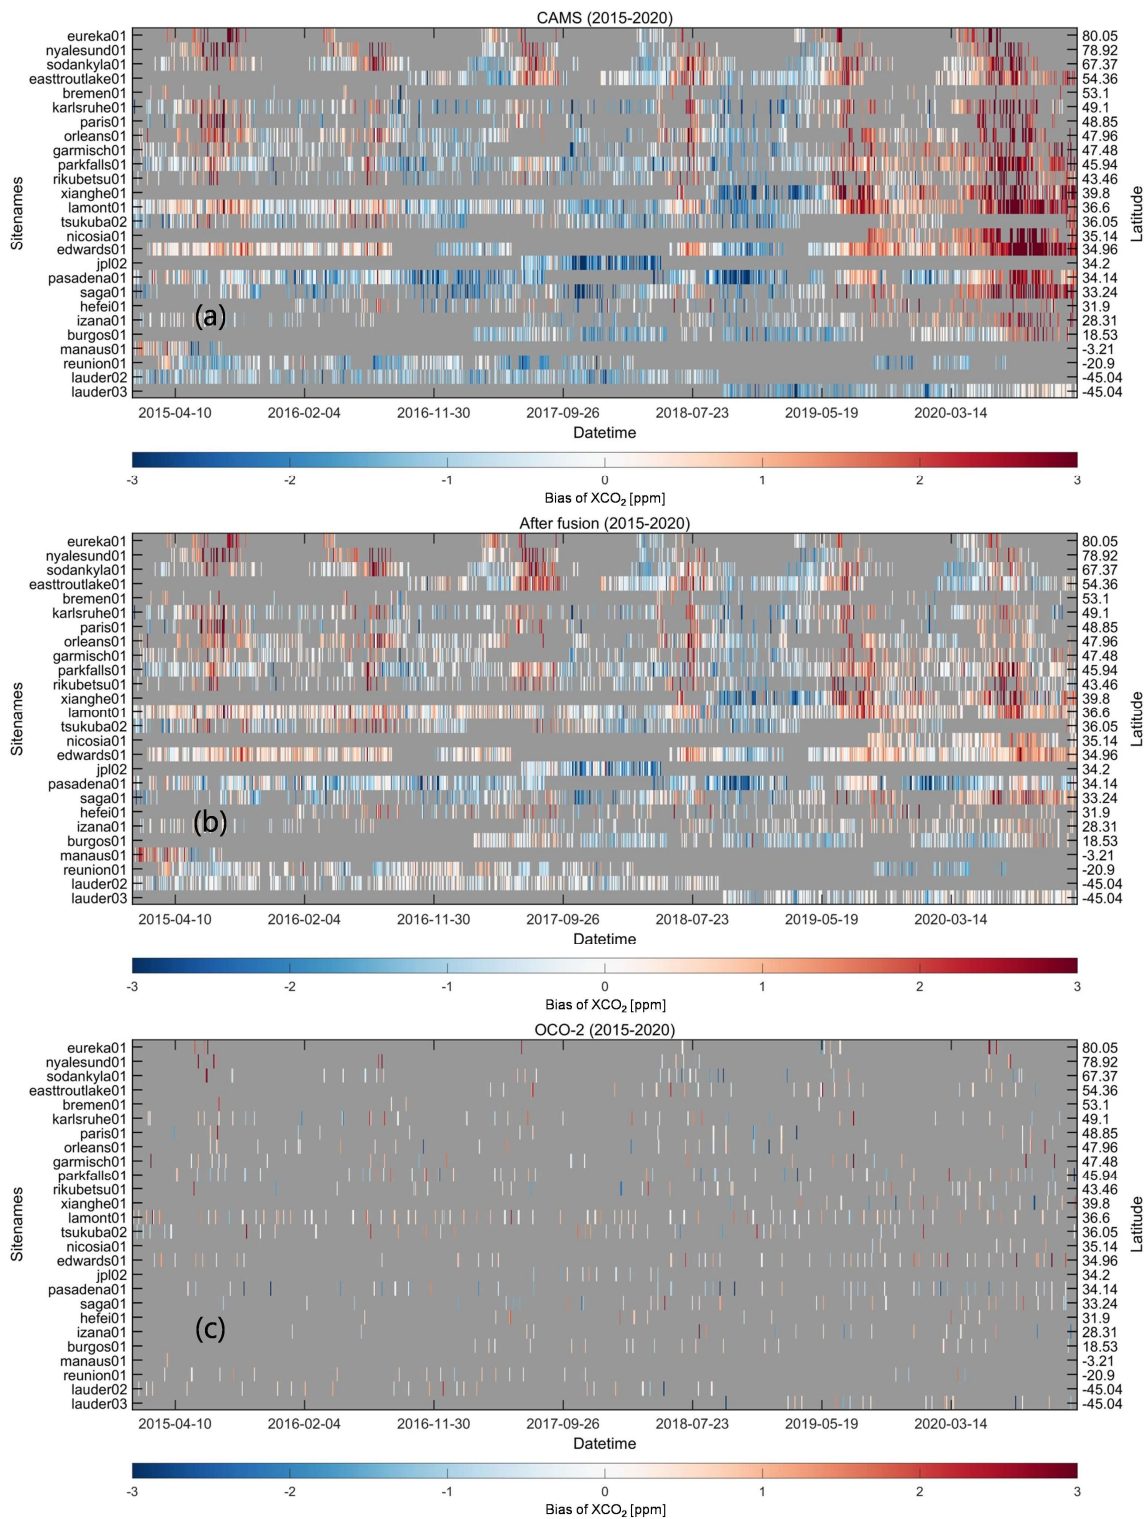 CAMS (2015-2020)
eureka01 80.05
nyalesund01 78.92
sodankyla01 67.37
easttroutlake01 54.36
bremen01 53.1
karlsruhe01 49.1
paris01 48.85
orleans01 47.96
garmisch01 47.48
parkfalls01 45.94
rikubetsu01 43.46
xianghe01 39.8
lamont01 36.6
tsukuba02 36.05
nicosia01 35.14
edwards01 34.96
jpl02 34.2
pasadena01 34.14
saga01 33.24
hefei01 31.9
izana01 28.31
burgos01 18.53
manaus01 -3.21
reunion01 -20.9
lauder02 -45.04
lauder03 -45.04
Sitenames
Latitude
(a)
2015-04-10 2016-02-04 2016-11-30 2017-09-26 2018-07-23 2019-05-19 2020-03-14
Datetime
-3 -2 -1 0 1 2 3
Bias of XCO₂ [ppm]
After fusion (2015-2020)
eureka01 80.05
nyalesund01 78.92
sodankyla01 67.37
easttroutlake01 54.36
bremen01 53.1
karlsruhe01 49.1
paris01 48.85
orleans01 47.96
garmisch01 47.48
parkfalls01 45.94
rikubetsu01 43.46
xianghe01 39.8
lamont01 36.6
tsukuba02 36.05
nicosia01 35.14
edwards01 34.96
jpl02 34.2
pasadena01 34.14
saga01 33.24
hefei01 31.9
izana01 28.31
burgos01 18.53
manaus01 -3.21
reunion01 -20.9
lauder02 -45.04
lauder03 -45.04
Sitenames
Latitude
(b)
2015-04-10 2016-02-04 2016-11-30 2017-09-26 2018-07-23 2019-05-19 2020-03-14
Datetime
-3 -2 -1 0 1 2 3
Bias of XCO₂ [ppm]
OCO-2 (2015-2020)
eureka01 80.05
nyalesund01 78.92
sodankyla01 67.37
easttroutlake01 54.36
bremen01 53.1
karlsruhe01 49.1
paris01 48.85
orleans01 47.96
garmisch01 47.48
parkfalls01 45.94
rikubetsu01 43.46
xianghe01 39.8
lamont01 36.6
tsukuba02 36.05
nicosia01 35.14
edwards01 34.96
jpl02 34.2
pasadena01 34.14
saga01 33.24
hefei01 31.9
izana01 28.31
burgos01 18.53
manaus01 -3.21
reunion01 -20.9
lauder02 -45.04
lauder03 -45.04
Sitenames
Latitude
(c)
2015-04-10 2016-02-04 2016-11-30 2017-09-26 2018-07-23 2019-05-19 2020-03-14
Datetime
-3 -2 -1 0 1 2 3
Bias of XCO₂ [ppm]